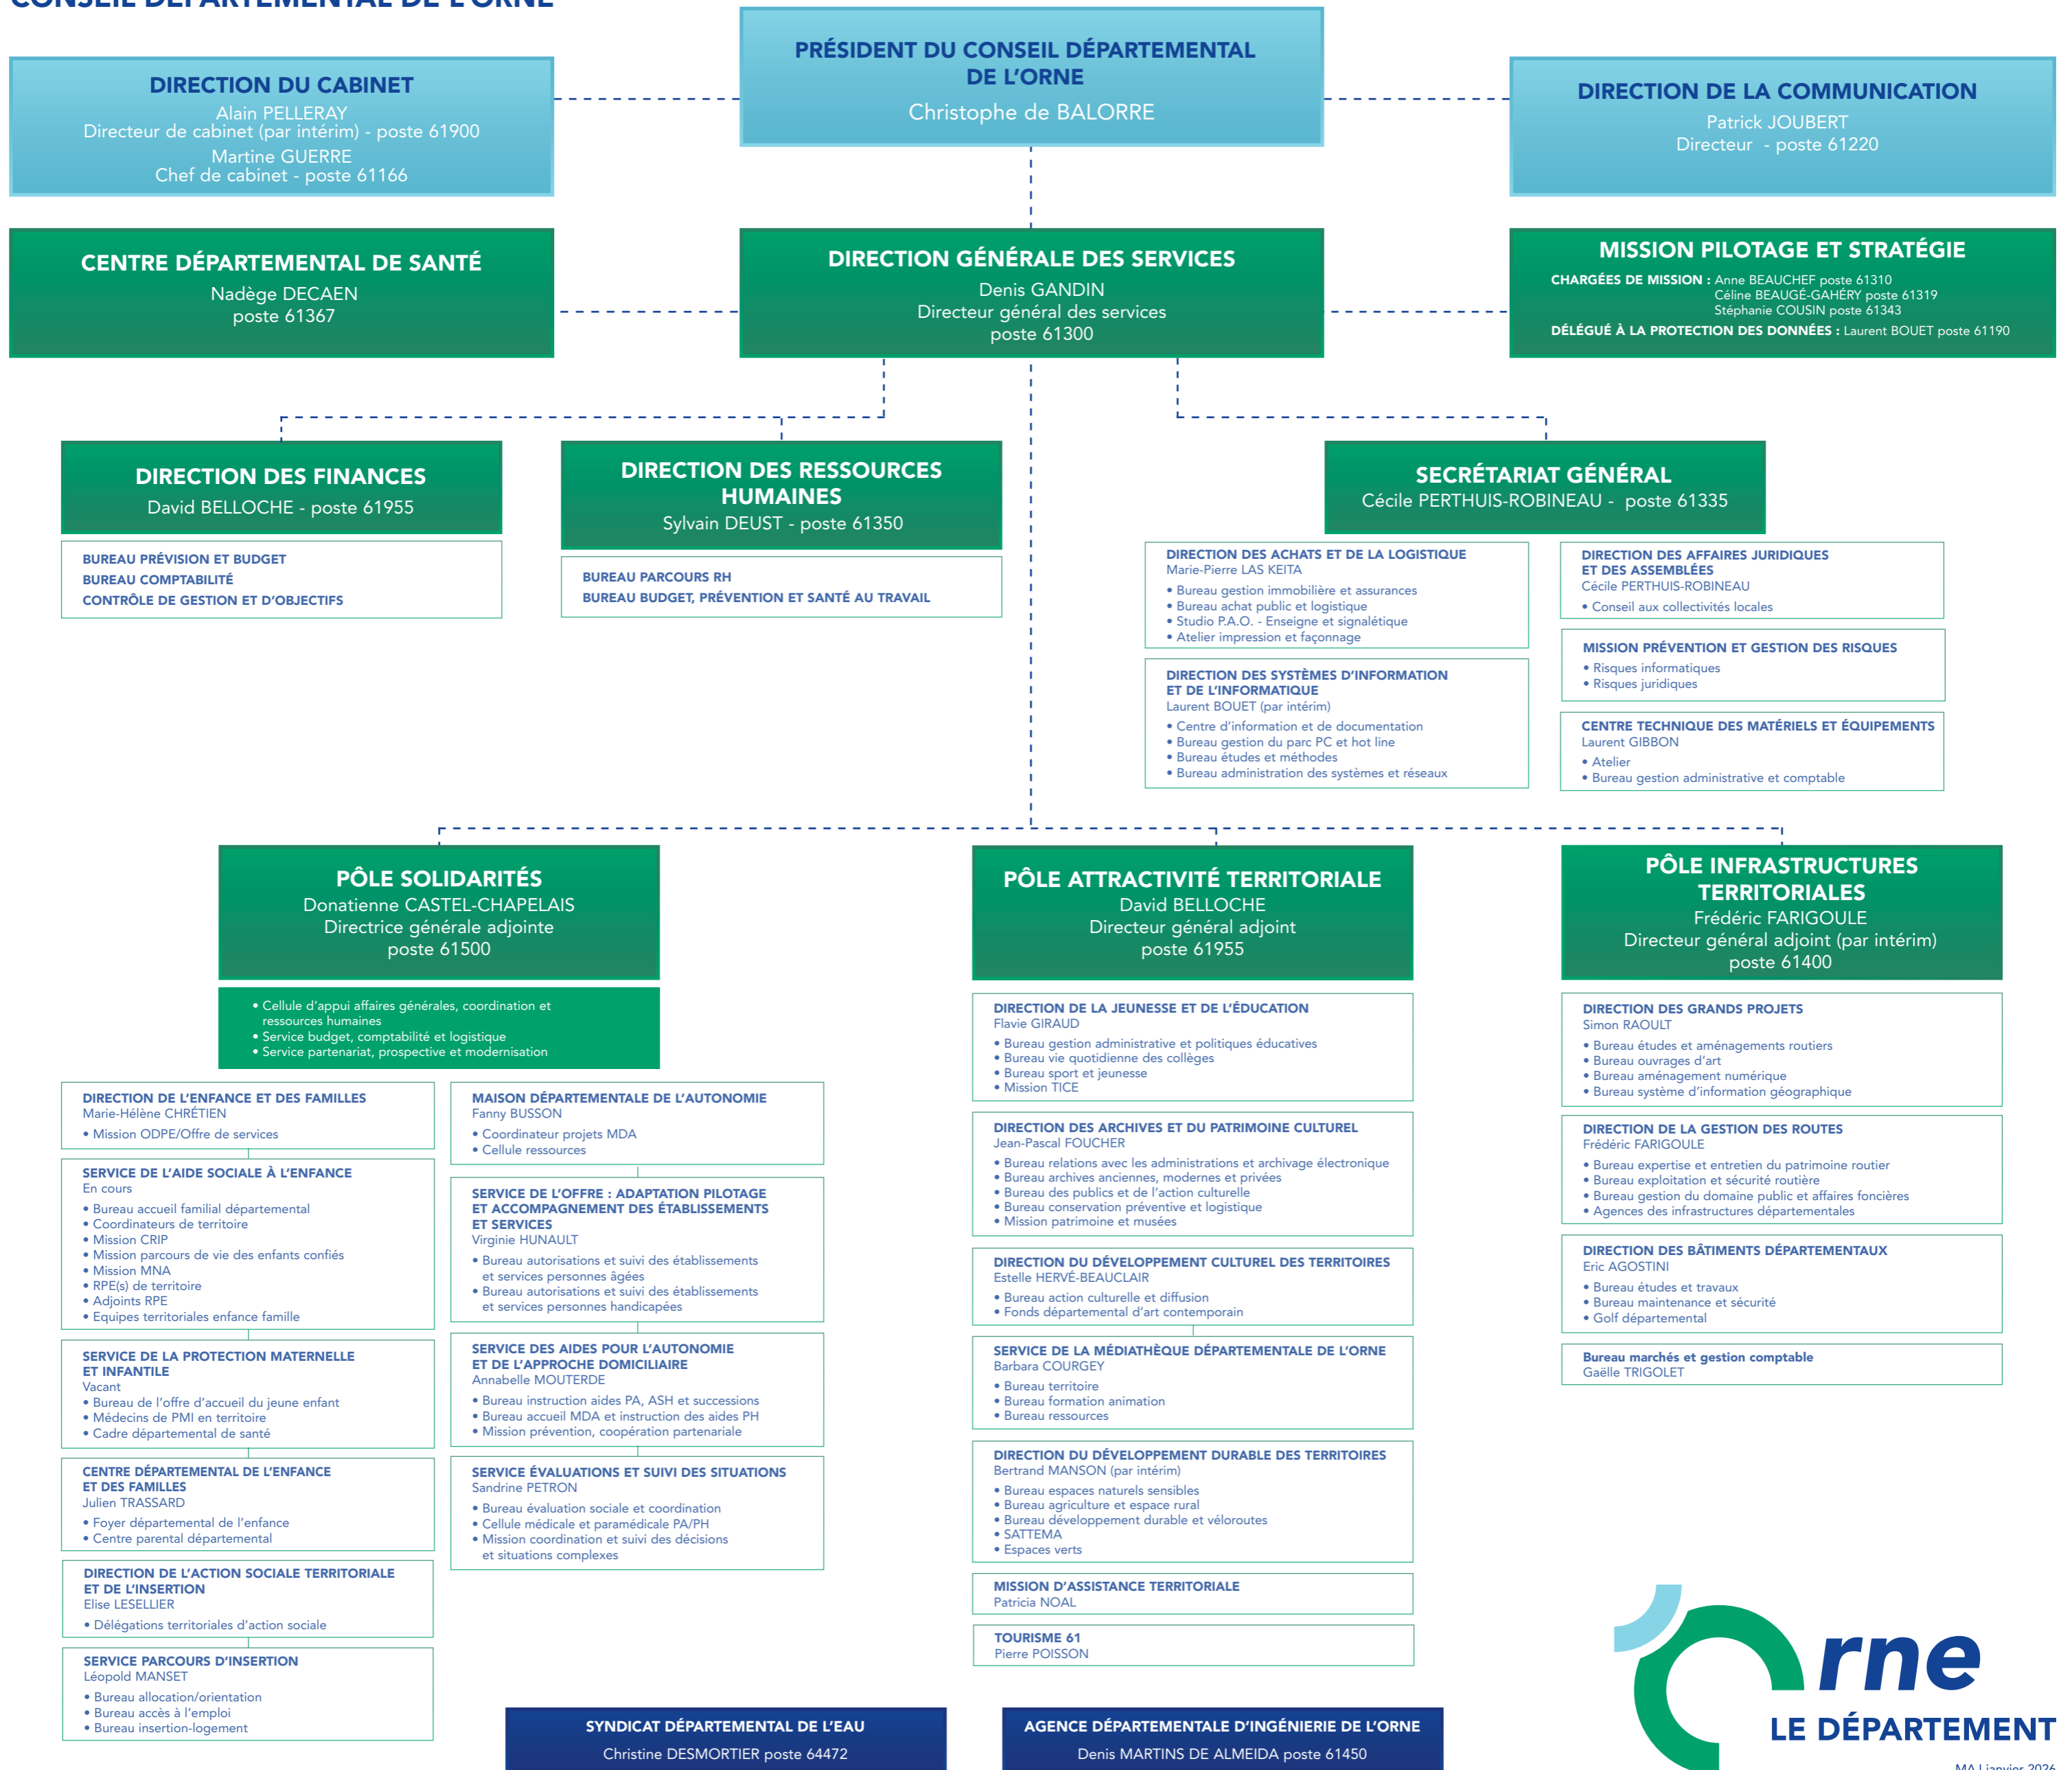 CONSEIL DÉPARTEMENTAL DE L'ORNE
PRÉSIDENT DU CONSEIL DÉPARTEMENTAL
DE L'ORNE
Christophe de BALORRE
DIRECTION DU CABINET
Alain PELLERAY
Directeur de cabinet (par intérim) - poste 61900
Martine GUERRE
Chef de cabinet - poste 61166
DIRECTION DE LA COMMUNICATION
Patrick JOUBERT
Directeur - poste 61220
CENTRE DÉPARTEMENTAL DE SANTÉ
Nadège DECAEN
poste 61367
DIRECTION GÉNÉRALE DES SERVICES
Denis GANDIN
Directeur général des services
poste 61300
MISSION PILOTAGE ET STRATÉGIE
CHARGÉES DE MISSION : Anne BEAUCHEF poste 61310
Céline BEAUGÉ-GAHÉRY poste 61319
Stéphanie COUSIN poste 61343
DÉLÉGUÉ À LA PROTECTION DES DONNÉES : Laurent BOUET poste 61190
DIRECTION DES FINANCES
David BELLOCHE - poste 61955
BUREAU PRÉVISION ET BUDGET
BUREAU COMPTABILITÉ
CONTRÔLE DE GESTION ET D'OBJECTIFS
DIRECTION DES RESSOURCES
HUMAINES
Sylvain DEUST - poste 61350
BUREAU PARCOURS RH
BUREAU BUDGET, PRÉVENTION ET SANTÉ AU TRAVAIL
SECRÉTARIAT GÉNÉRAL
Cécile PERTHUIS-ROBINEAU - poste 61335
DIRECTION DES ACHATS ET DE LA LOGISTIQUE
Marie-Pierre LAS KEITA
• Bureau gestion immobilière et assurances
• Bureau achat public et logistique
• Studio P.A.O. - Enseigne et signalétique
• Atelier impression et façonnage
DIRECTION DES SYSTÈMES D'INFORMATION
ET DE L'INFORMATIQUE
Laurent BOUET (par intérim)
• Centre d'information et de documentation
• Bureau gestion du parc PC et hot line
• Bureau études et méthodes
• Bureau administration des systèmes et réseaux
DIRECTION DES AFFAIRES JURIDIQUES
ET DES ASSEMBLÉES
Cécile PERTHUIS-ROBINEAU
• Conseil aux collectivités locales
MISSION PRÉVENTION ET GESTION DES RISQUES
• Risques informatiques
• Risques juridiques
CENTRE TECHNIQUE DES MATÉRIELS ET ÉQUIPEMENTS
Laurent GIBBON
• Atelier
• Bureau gestion administrative et comptable
PÔLE SOLIDARITÉS
Donatienne CASTEL-CHAPELAIS
Directrice générale adjointe
poste 61500
• Cellule d'appui affaires générales, coordination et
ressources humaines
• Service budget, comptabilité et logistique
• Service partenariat, prospective et modernisation
DIRECTION DE L'ENFANCE ET DES FAMILLES
Marie-Hélène CHRÉTIEN
• Mission ODPE/Offre de services
SERVICE DE L'AIDE SOCIALE À L'ENFANCE
En cours
• Bureau accueil familial départemental
• Coordinateurs de territoire
• Mission CRIP
• Mission parcours de vie des enfants confiés
• Mission MNA
• RPE(s) de territoire
• Adjoints RPE
• Equipes territoriales enfance famille
SERVICE DE LA PROTECTION MATERNELLE
ET INFANTILE
Vacant
• Bureau de l'offre d'accueil du jeune enfant
• Médecins de PMI en territoire
• Cadre départemental de santé
CENTRE DÉPARTEMENTAL DE L'ENFANCE
ET DES FAMILLES
Julien TRASSARD
• Foyer départemental de l'enfance
• Centre parental départemental
DIRECTION DE L'ACTION SOCIALE TERRITORIALE
ET DE L'INSERTION
Elise LESELLIER
• Délégations territoriales d'action sociale
SERVICE PARCOURS D'INSERTION
Léopold MANSET
• Bureau allocation/orientation
• Bureau accès à l'emploi
• Bureau insertion-logement
MAISON DÉPARTEMENTALE DE L'AUTONOMIE
Fanny BUSSON
• Coordinateur projets MDA
• Cellule ressources
SERVICE DE L'OFFRE : ADAPTATION PILOTAGE
ET ACCOMPAGNEMENT DES ÉTABLISSEMENTS
ET SERVICES
Virginie HUNAULT
• Bureau autorisations et suivi des établissements
et services personnes âgées
• Bureau autorisations et suivi des établissements
et services personnes handicapées
SERVICE DES AIDES POUR L'AUTONOMIE
ET DE L'APPROCHE DOMICILIAIRE
Annabelle MOUTERDE
• Bureau instruction aides PA, ASH et successions
• Bureau accueil MDA et instruction des aides PH
• Mission prévention, coopération partenariale
SERVICE ÉVALUATIONS ET SUIVI DES SITUATIONS
Sandrine PETRON
• Bureau évaluation sociale et coordination
• Cellule médicale et paramédicale PA/PH
• Mission coordination et suivi des décisions
et situations complexes
PÔLE ATTRACTIVITÉ TERRITORIALE
David BELLOCHE
Directeur général adjoint
poste 61955
DIRECTION DE LA JEUNESSE ET DE L'ÉDUCATION
Flavie GIRAUD
• Bureau gestion administrative et politiques éducatives
• Bureau vie quotidienne des collèges
• Bureau sport et jeunesse
• Mission TICE
DIRECTION DES ARCHIVES ET DU PATRIMOINE CULTUREL
Jean-Pascal FOUCHER
• Bureau relations avec les administrations et archivage électronique
• Bureau archives anciennes, modernes et privées
• Bureau des publics et de l'action culturelle
• Bureau conservation préventive et logistique
• Mission patrimoine et musées
DIRECTION DU DÉVELOPPEMENT CULTUREL DES TERRITOIRES
Estelle HERVÉ-BEAUCLAIR
• Bureau action culturelle et diffusion
• Fonds départemental d'art contemporain
SERVICE DE LA MÉDIATHÈQUE DÉPARTEMENTALE DE L'ORNE
Barbara COURGEY
• Bureau territoire
• Bureau formation animation
• Bureau ressources
DIRECTION DU DÉVELOPPEMENT DURABLE DES TERRITOIRES
Bertrand MANSON (par intérim)
• Bureau espaces naturels sensibles
• Bureau agriculture et espace rural
• Bureau développement durable et véloroutes
• SATTEMA
• Espaces verts
MISSION D'ASSISTANCE TERRITORIALE
Patricia NOAL
TOURISME 61
Pierre POISSON
PÔLE INFRASTRUCTURES
TERRITORIALES
Frédéric FARIGOULE
Directeur général adjoint (par intérim)
poste 61400
DIRECTION DES GRANDS PROJETS
Simon RAOULT
• Bureau études et aménagements routiers
• Bureau ouvrages d'art
• Bureau aménagement numérique
• Bureau système d'information géographique
DIRECTION DE LA GESTION DES ROUTES
Frédéric FARIGOULE
• Bureau expertise et entretien du patrimoine routier
• Bureau exploitation et sécurité routière
• Bureau gestion du domaine public et affaires foncières
• Agences des infrastructures départementales
DIRECTION DES BÂTIMENTS DÉPARTEMENTAUX
Eric AGOSTINI
• Bureau études et travaux
• Bureau maintenance et sécurité
• Golf départemental
Bureau marchés et gestion comptable
Gaëlle TRIGOLET
SYNDICAT DÉPARTEMENTAL DE L'EAU
Christine DESMORTIER poste 64472
AGENCE DÉPARTEMENTALE D'INGÉNIERIE DE L'ORNE
Denis MARTINS DE ALMEIDA poste 61450
Orne
LE DÉPARTEMENT
MAJ janvier 2026